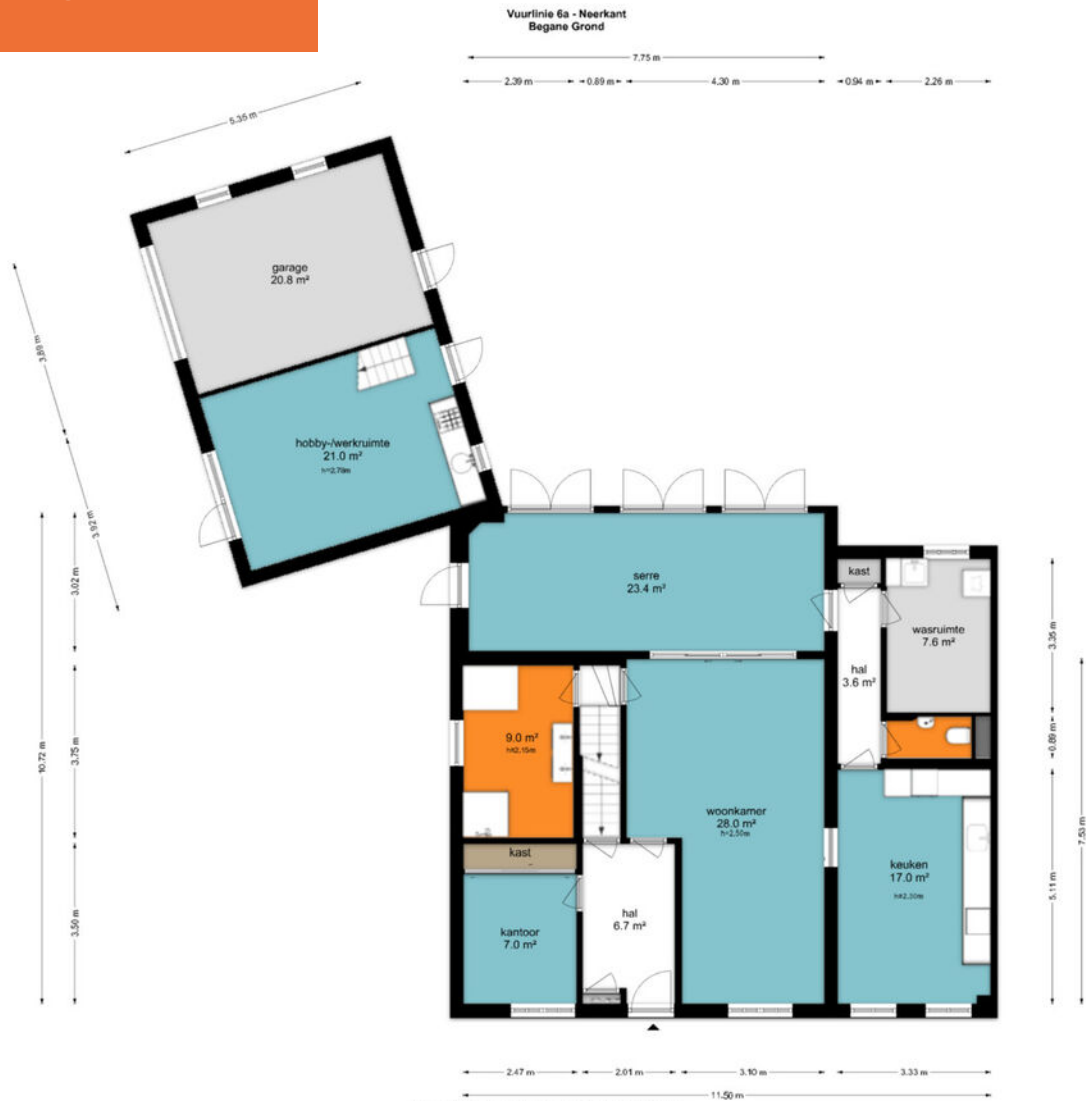 Vuurlinie 6a - Neerkant
Begane Grond
7.75 m
2.39 m
0.89 m
4.30 m
0.94 m
2.26 m
5.35 m
garage
20.8 m²
3.89 m
hobby-/werkruimte
21.0 m²
h=2,78m
3.92 m
serre
23.4 m²
kast
wasruimte
7.6 m²
hal
3.6 m²
3.02 m
3.35 m
9.0 m²
h=2,15m
10.72 m
3.75 m
0.89 m
woonkamer
28.0 m²
h=2,50m
7.53 m
kast
keuken
17.0 m²
5.11 m
hal
6.7 m²
kantoor
7.0 m²
3.50 m
2.47 m
2.01 m
3.10 m
3.33 m
11.50 m